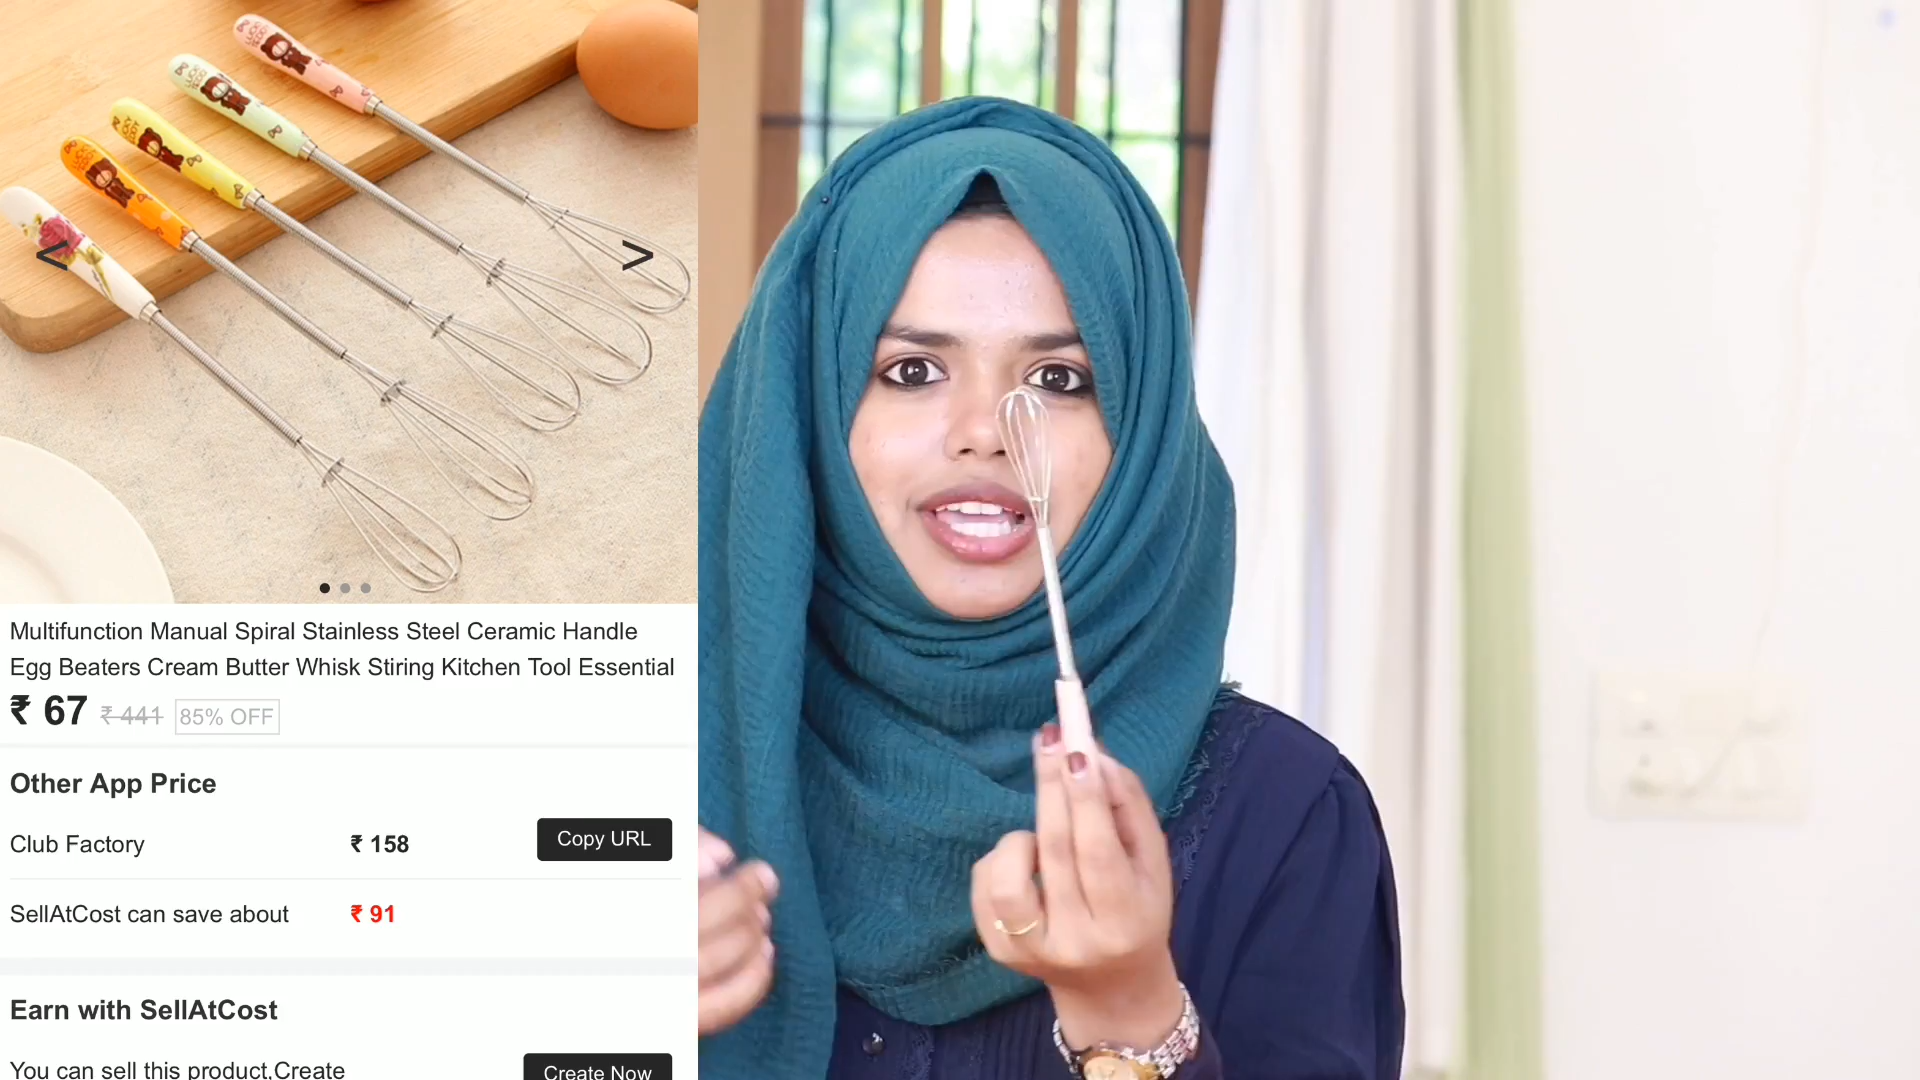 <
>
Multifunction Manual Spiral Stainless Steel Ceramic Handle
Egg Beaters Cream Butter Whisk Stiring Kitchen Tool Essential
₹ 67 ₹ 441 85% OFF
Other App Price
Club Factory ₹ 158 Copy URL
SellAtCost can save about ₹ 91
Earn with SellAtCost
You can sell this product,Create Create Now